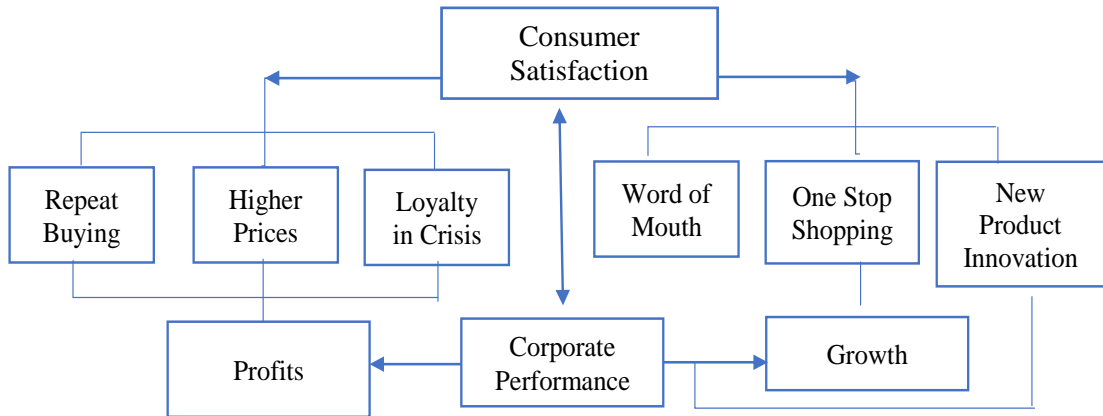 Consumer
Satisfaction
Repeat
Buying
Higher
Prices
Loyalty
in Crisis
Word of
Mouth
One Stop
Shopping
New
Product
Innovation
Profits
Corporate
Performance
Growth